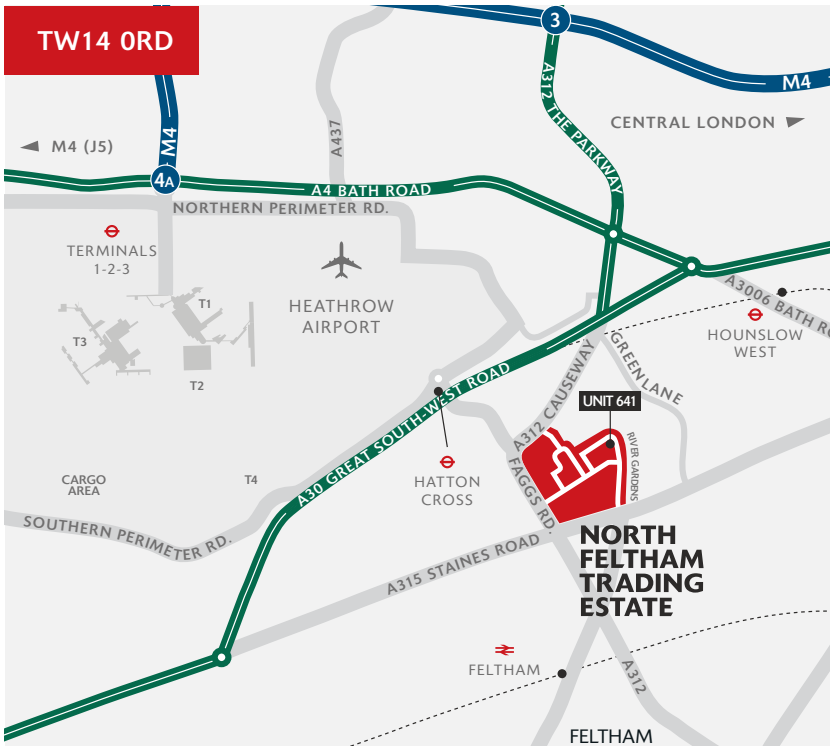 TW14 0RD
3
M4
M4
A312 THE PARKWAY
CENTRAL LONDON
A437
M4 (J5)
4A
A4 BATH ROAD
NORTHERN PERIMETER RD.
TERMINALS
1-2-3
HEATHROW
AIRPORT
T1
T3
T2
A3006 BATH RO
HOUNSLOW
WEST
GREEN LANE
A312 CAUSEWAY
UNIT 641
RIVER GARDENS
A30 GREAT SOUTH-WEST ROAD
HATTON
CROSS
FAGGS RD.
CARGO
AREA
T4
SOUTHERN PERIMETER RD.
A315 STAINES ROAD
NORTH
FELTHAM
TRADING
ESTATE
FELTHAM
A312
FELTHAM